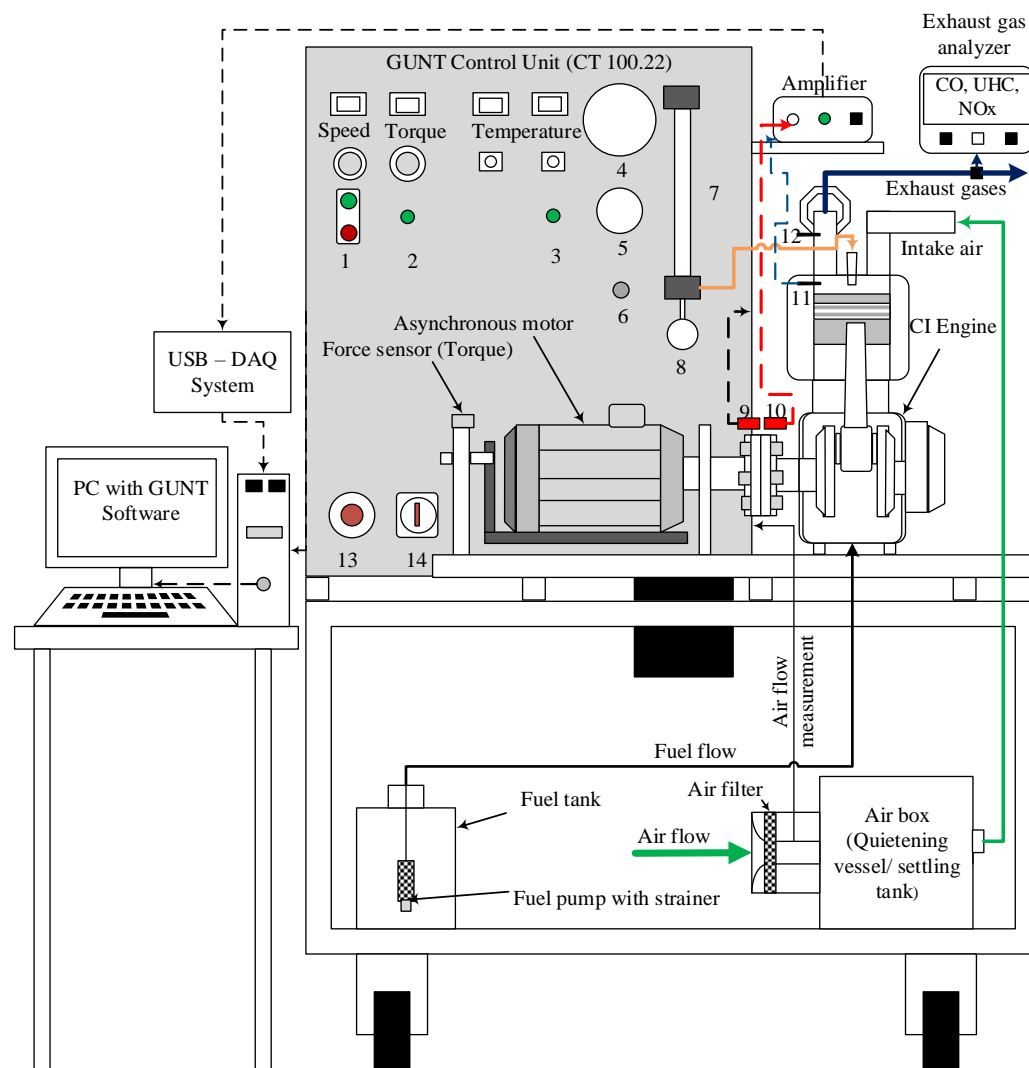 Exhaust gas
analyzer
GUNT Control Unit (CT 100.22)
Amplifier
CO, UHC,
NOx
Speed
Torque
Temperature
4
7
Exhaust gases
1
2
3
5
12
Intake air
6
11
Asynchronous motor
Force sensor (Torque)
8
CI Engine
USB – DAQ
System
9
10
PC with GUNT
Software
13
14
Air flow
measurement
Fuel flow
Fuel tank
Air filter
Air flow
Air box
(Quietening
vessel/ settling
tank)
Fuel pump with strainer